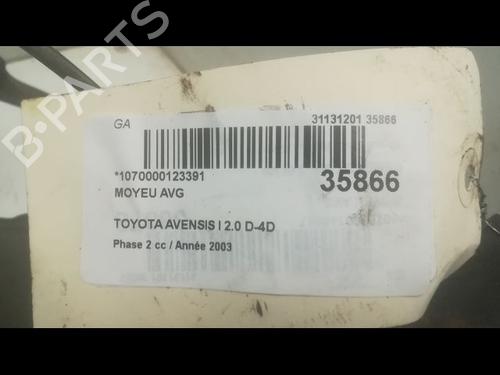 B-PARTS
GA
31131201 35866
*1070000123391
35866
MOYEU AVG
TOYOTA AVENSIS I 2.0 D-4D
Phase 2 cc / Année 2003